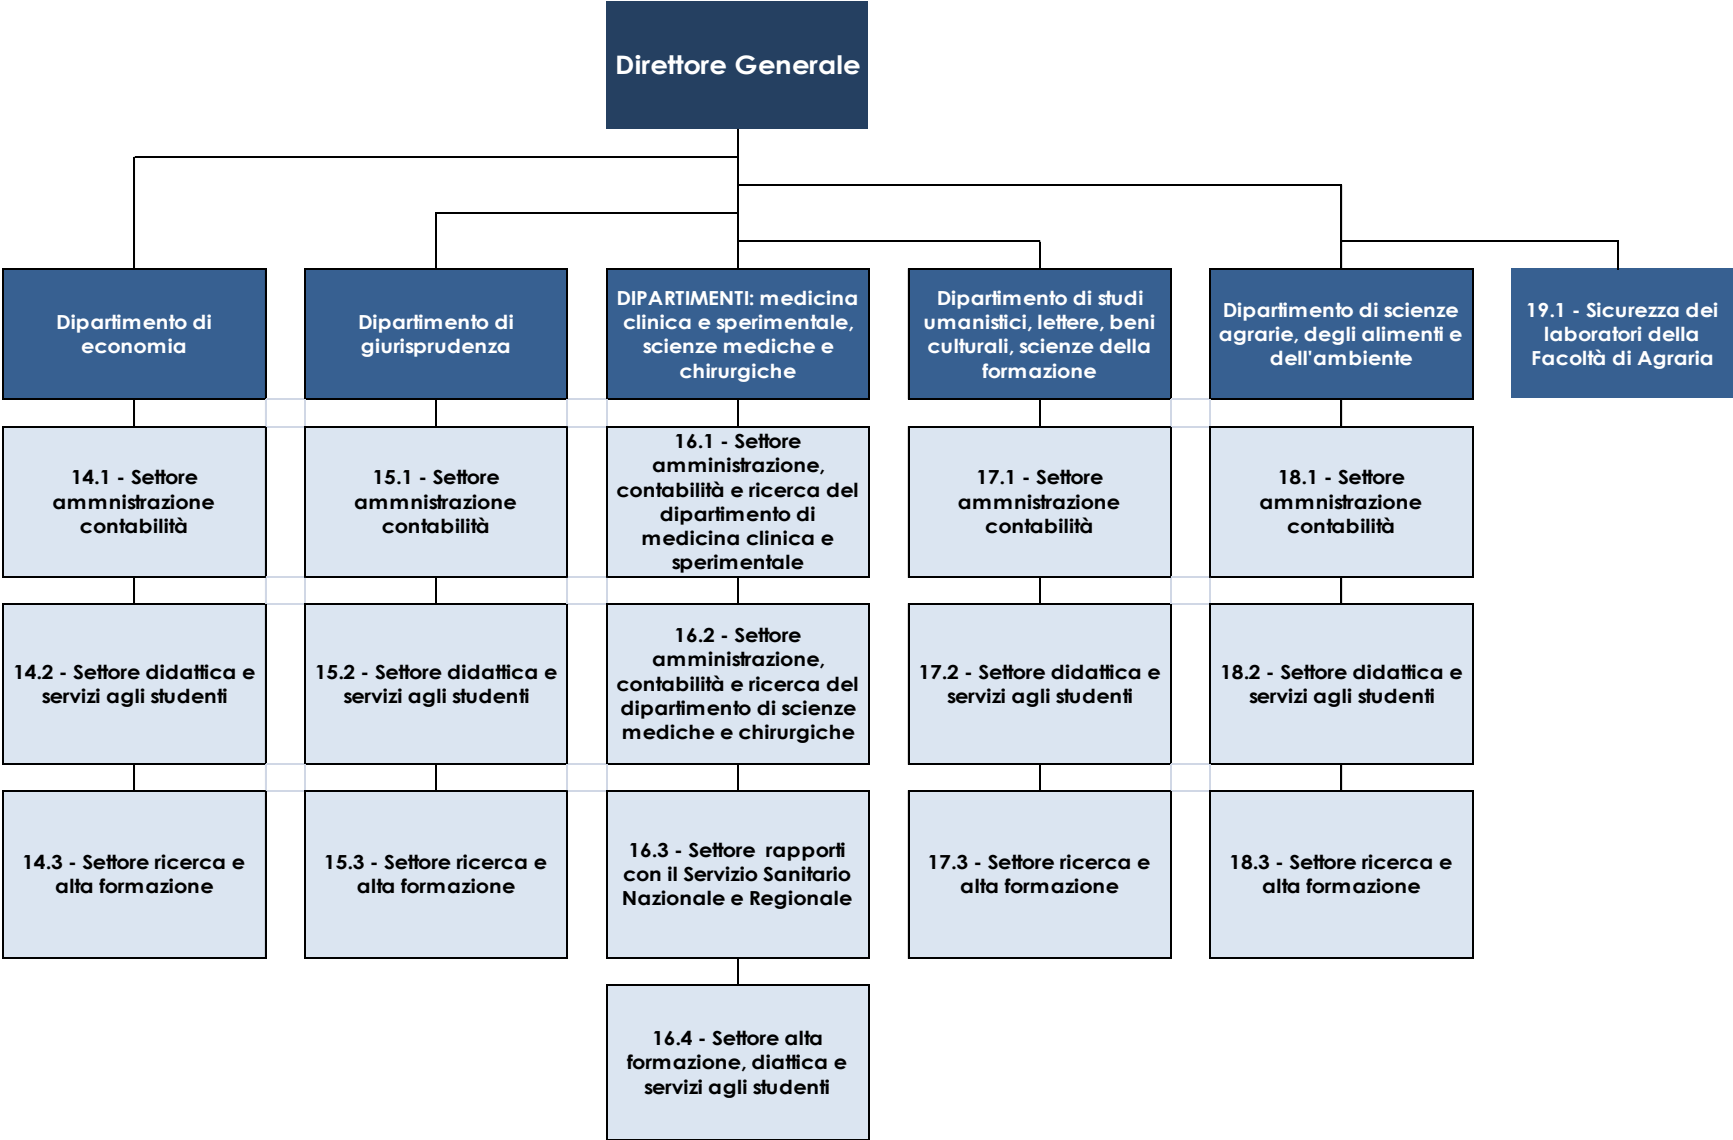 Direttore Generale
Dipartimento di
economia
Dipartimento di
giurisprudenza
DIPARTIMENTI: medicina
clinica e sperimentale,
scienze mediche e
chirurgiche
Dipartimento di studi
umanistici, lettere, beni
culturali, scienze della
formazione
Dipartimento di scienze
agrarie, degli alimenti e
dell'ambiente
19.1 - Sicurezza dei
laboratori della
Facoltà di Agraria
14.1 - Settore
ammnistrazione
contabilità
15.1 - Settore
ammnistrazione
contabilità
16.1 - Settore
amministrazione,
contabilità e ricerca del
dipartimento di
medicina clinica e
sperimentale
17.1 - Settore
ammnistrazione
contabilità
18.1 - Settore
ammnistrazione
contabilità
14.2 - Settore didattica e
servizi agli studenti
15.2 - Settore didattica e
servizi agli studenti
16.2 - Settore
amministrazione,
contabilità e ricerca del
dipartimento di scienze
mediche e chirurgiche
17.2 - Settore didattica e
servizi agli studenti
18.2 - Settore didattica e
servizi agli studenti
14.3 - Settore ricerca e
alta formazione
15.3 - Settore ricerca e
alta formazione
16.3 - Settore  rapporti
con il Servizio Sanitario
Nazionale e Regionale
17.3 - Settore ricerca e
alta formazione
18.3 - Settore ricerca e
alta formazione
16.4 - Settore alta
formazione, diattica e
servizi agli studenti